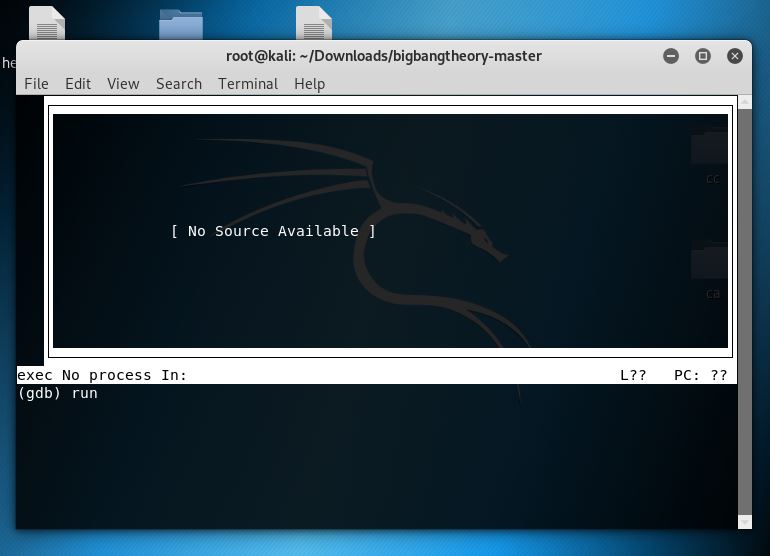 he
root@kali: ~/Downloads/bigbangtheory-master
File Edit View Search Terminal Help
cc
[ No Source Available ]
ca
exec No process In: L?? PC: ??
(gdb) run